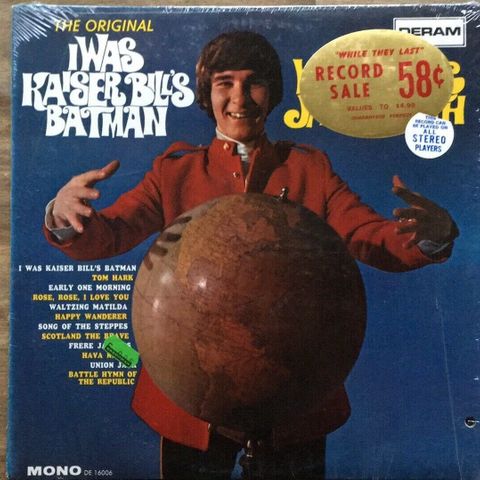 THE ORIGINAL
I WAS
KAISER BILL'S
BATMAN
DERAM
"WHILE THEY LAST"
RECORD
SALE 58¢
VALUES TO $4.98
THIS
RECORD CAN
BE PLAYED ON
ALL
STEREO
PLAYERS
I WAS KAISER BILL'S BATMAN
TOM HARK
EARLY ONE MORNING
ROSE, ROSE, I LOVE YOU
WALTZING MATILDA
HAPPY WANDERER
SONG OF THE STEPPES
SCOTLAND THE BRAVE
FRERE
HAVA
UNION
BATTLE HYMN OF
THE REPUBLIC
MONO DE 16006